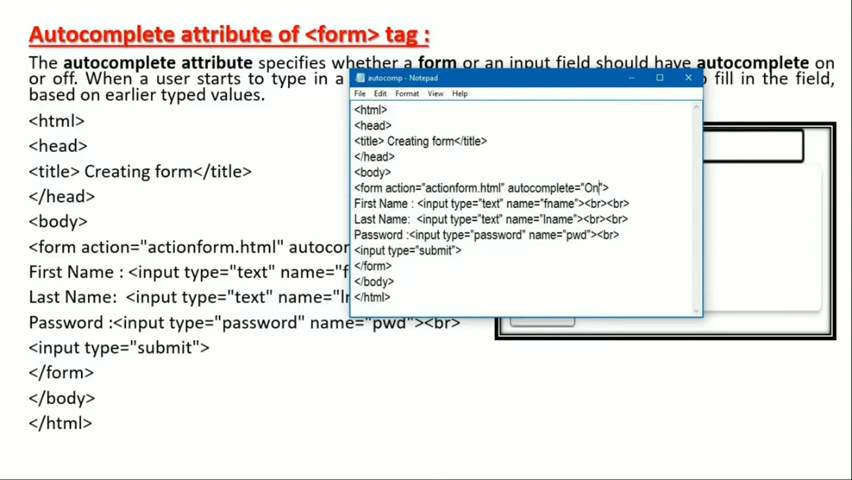 Autocomplete attribute of <form> tag :
The autocomplete attribute specifies whether a form or an input field should have autocomplete on
or off. When a user starts to type in a
fill in the field,
based on earlier typed values.
<html>
<head>
<title> Creating form</title>
</head>
<body>
<form action="actionform.html"
First Name : <input type="text" name="f
Last Name:  <input type="text" name="l
Password :<input type="password" name="pwd"><br>
<input type="submit">
</form>
</body>
</html>
autocomp - Notepad
File Edit Format View Help
<html>
<head>
<title> Creating form</title>
</head>
<body>
<form action="actionform.html" autocomplete="On">
First Name : <input type="text" name="fname"><br><br>
Last Name:  <input type="text" name="lname"><br><br>
Password :<input type="password" name="pwd"><br>
<input type="submit">
</form>
</body>
</html>